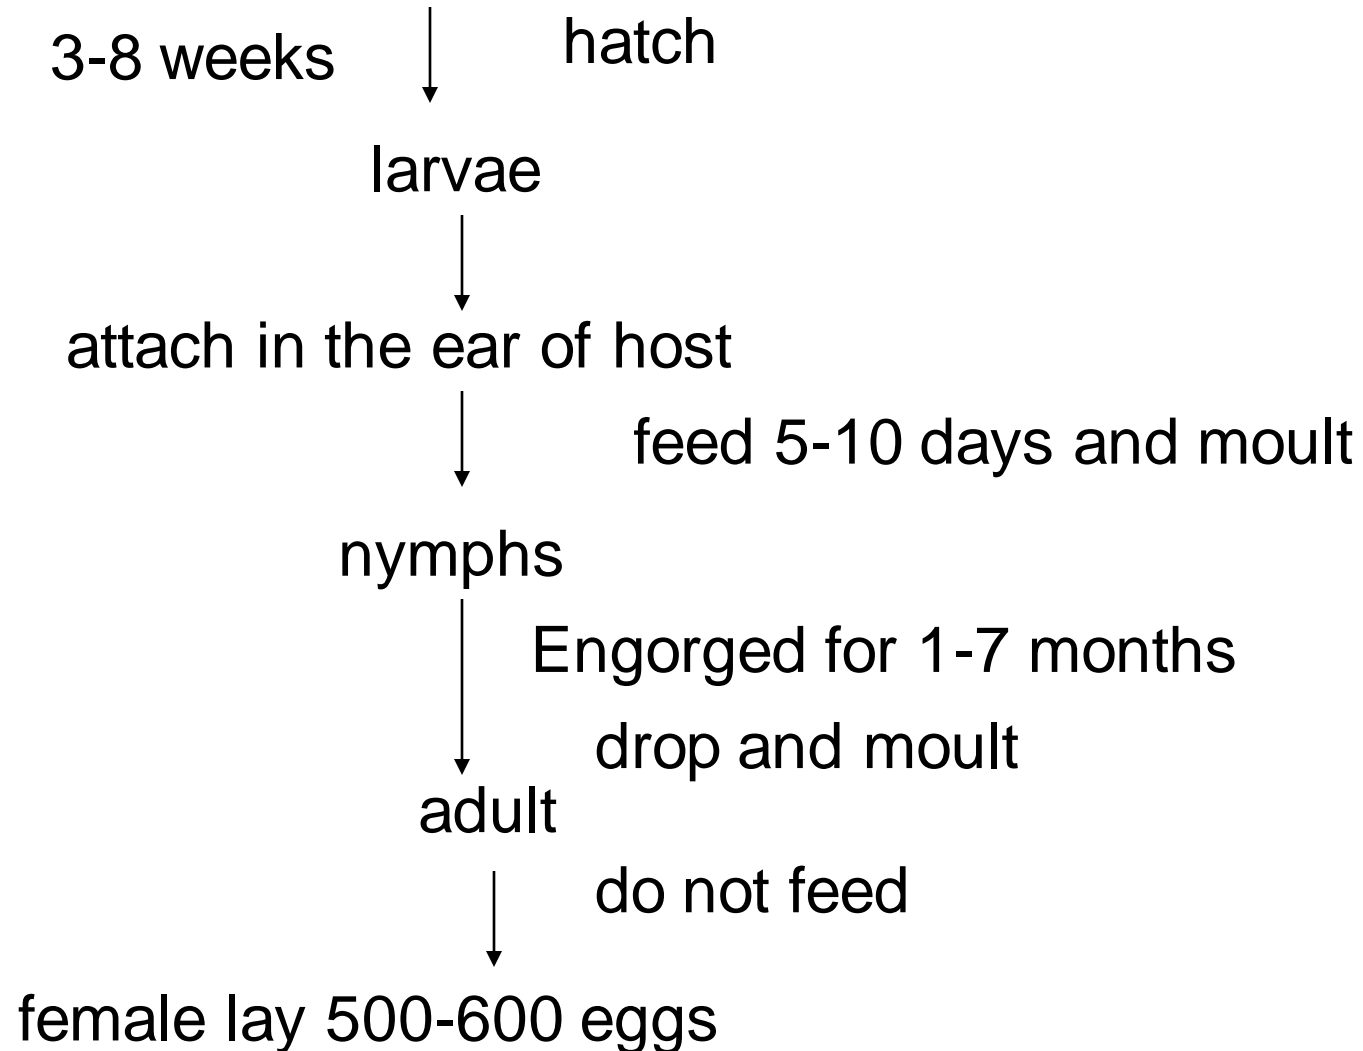 3-8 weeks
hatch
larvae
attach in the ear of host
feed 5-10 days and moult
nymphs
Engorged for 1-7 months
drop and moult
adult
do not feed
female lay 500-600 eggs